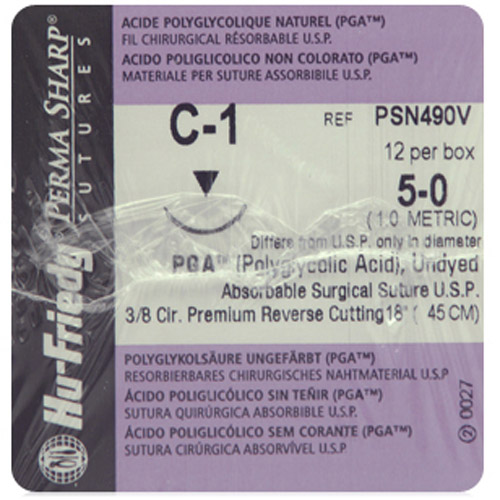 Hu-Friedy PERMA SHARP
SUTURES
ACIDE POLYGLYCOLIQUE NATUREL (PGA™)
FIL CHIRURGICAL RÉSORBABLE U.S.P.
ACIDO POLIGLICOLICO NON COLORATO (PGA™)
MATERIALE PER SUTURE ASSORBIBILE U.S.P.
C-1
REF PSN490V
12 per box
5-0
(1.0 METRIC)
Differs from U.S.P. only in diameter
PGA™ (Polyglycolic Acid), Undyed
Absorbable Surgical Suture U.S.P.
3/8 Cir. Premium Reverse Cutting 18" ( 45 CM)
POLYGLYKOLSÄURE UNGEFÄRBT (PGA™)
RESORBIERBARES CHIRURGISCHES NAHTMATERIAL U.S.P
ÁCIDO POLIGLICÓLICO SIN TEÑIR (PGA™)
SUTURA QUIRÚRGICA ABSORBIBLE U.S.P.
ÁCIDO POLIGLICÓLICO SEM CORANTE (PGA™)
SUTURA CIRÚRGICA ABSORVÍVEL U.S.P
② 0027